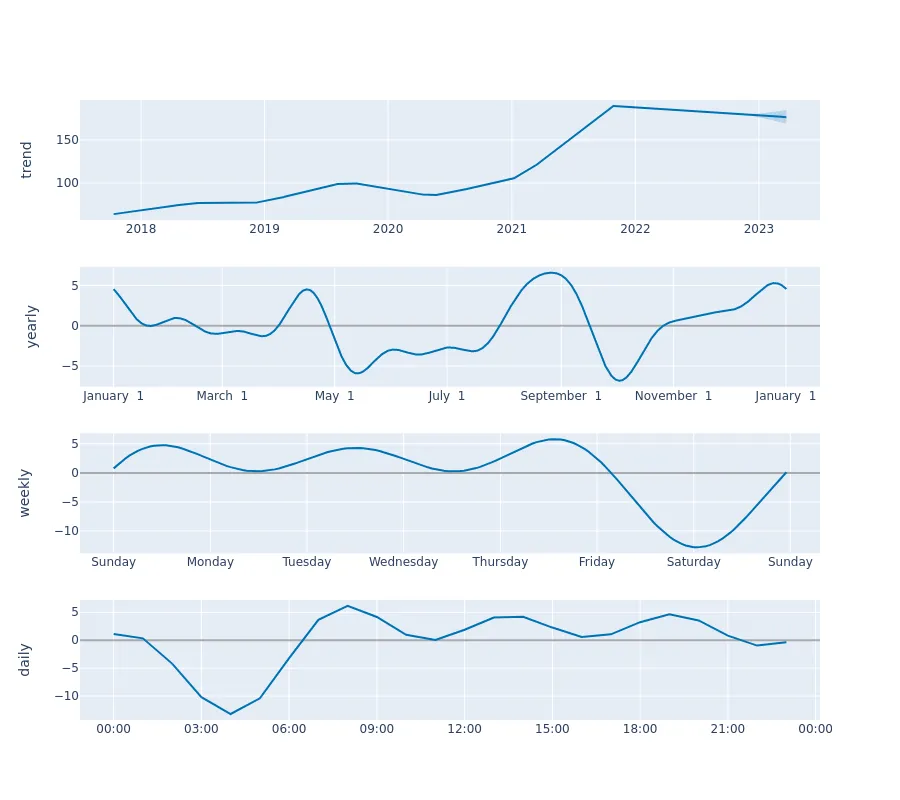 trend
150
100
2018 2019 2020 2021 2022 2023
yearly
5
0
−5
January 1 March 1 May 1 July 1 September 1 November 1 January 1
weekly
5
0
−5
−10
Sunday Monday Tuesday Wednesday Thursday Friday Saturday Sunday
daily
5
0
−5
−10
00:00 03:00 06:00 09:00 12:00 15:00 18:00 21:00 00:00